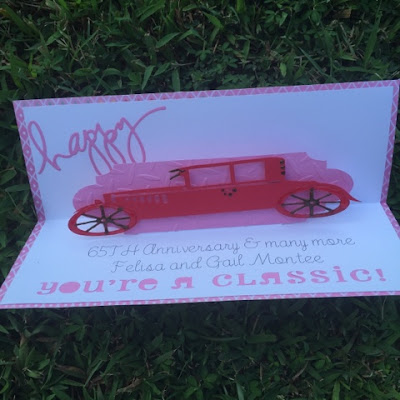 happy
65TH Anniversary & many more
Felisa and Gail Montee
you're a classic!